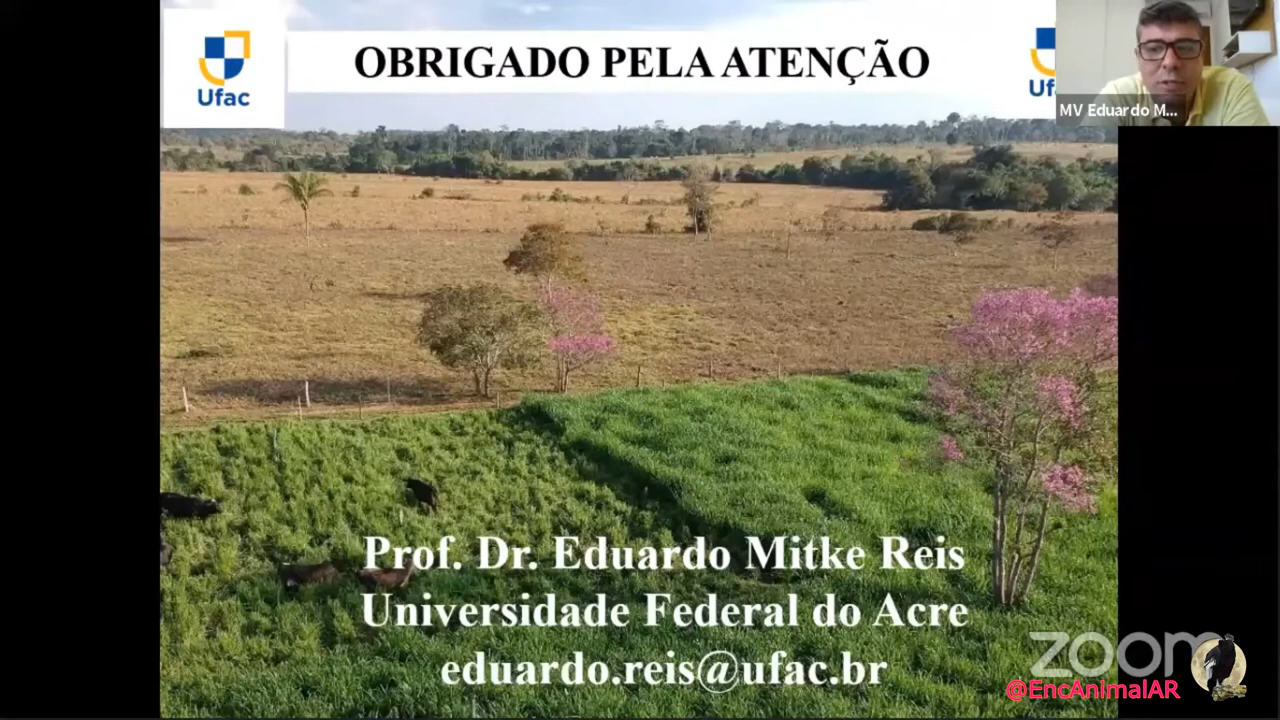 OBRIGADO PELA ATENÇÃO
Ufac
Uf
MV Eduardo M...
Prof. Dr. Eduardo Mitke Reis
Universidade Federal do Acre
eduardo.reis@ufac.br
zoom
@EncAnimalAR